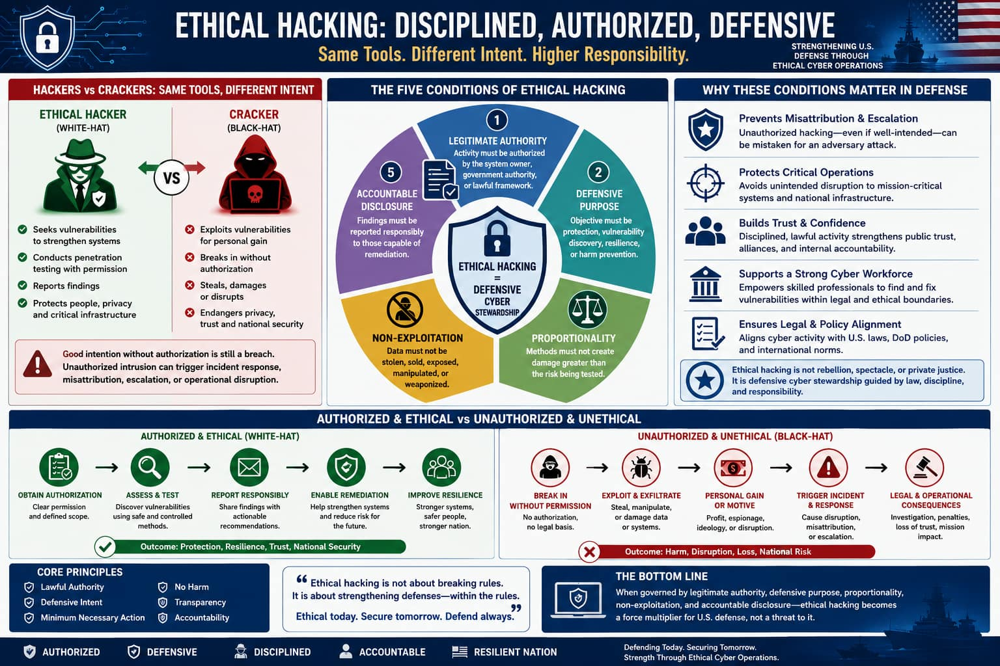 ETHICAL HACKING: DISCIPLINED, AUTHORIZED, DEFENSIVE
Same Tools. Different Intent. Higher Responsibility.
STRENGTHENING U.S.
DEFENSE THROUGH
ETHICAL CYBER OPERATIONS
HACKERS vs CRACKERS: SAME TOOLS, DIFFERENT INTENT
ETHICAL HACKER
(WHITE-HAT)
VS
CRACKER
(BLACK-HAT)
Seeks vulnerabilities
to strengthen systems
Conducts penetration
testing with permission
Reports findings
Protects people, privacy
and critical infrastructure
Exploits vulnerabilities
for personal gain
Breaks in without
authorization
Steals, damages
or disrupts
Endangers privacy,
trust and national security
Good intention without authorization is still a breach.
Unauthorized intrusion can trigger incident response,
misattribution, escalation, or operational disruption.
THE FIVE CONDITIONS OF ETHICAL HACKING
1
LEGITIMATE AUTHORITY
Activity must be authorized
by the system owner,
government authority,
or lawful framework.
2
DEFENSIVE
PURPOSE
Objective must be
protection, vulnerability
discovery, resilience,
or harm prevention.
PROPORTIONALITY
Methods must not create
damage greater than
the risk being tested.
NON-EXPLOITATION
Data must not be
stolen, sold, exposed,
manipulated, or
weaponized.
5
ACCOUNTABLE
DISCLOSURE
Findings must be
reported responsibly
to those capable of
remediation.
ETHICAL HACKING
=
DEFENSIVE
CYBER
STEWARDSHIP
WHY THESE CONDITIONS MATTER IN DEFENSE
Prevents Misattribution & Escalation
Unauthorized hacking—even if well-intended—can
be mistaken for an adversary attack.
Protects Critical Operations
Avoids unintended disruption to mission-critical
systems and national infrastructure.
Builds Trust & Confidence
Disciplined, lawful activity strengthens public trust,
alliances, and internal accountability.
Supports a Strong Cyber Workforce
Empowers skilled professionals to find and fix
vulnerabilities within legal and ethical boundaries.
Ensures Legal & Policy Alignment
Aligns cyber activity with U.S. laws, DoD policies,
and international norms.
Ethical hacking is not rebellion, spectacle, or private justice.
It is defensive cyber stewardship guided by law, discipline,
and responsibility.
AUTHORIZED & ETHICAL vs UNAUTHORIZED & UNETHICAL
AUTHORIZED & ETHICAL (WHITE-HAT)
OBTAIN AUTHORIZATION
Clear permission
and defined scope.
ASSESS & TEST
Discover vulnerabilities
using safe and controlled
methods.
REPORT RESPONSIBLY
Share findings with
actionable
recommendations.
ENABLE REMEDIATION
Help strengthen systems
and reduce risk for
the future.
IMPROVE RESILIENCE
Stronger systems,
safer people,
stronger nation.
Outcome: Protection, Resilience, Trust, National Security
UNAUTHORIZED & UNETHICAL (BLACK-HAT)
BREAK IN
WITHOUT PERMISSION
No authorization,
no legal basis.
EXPLOIT & EXFILTRATE
Steal, manipulate,
or damage data
or systems.
$
PERSONAL GAIN
OR MOTIVE
Profit, espionage,
ideology, or disruption.
TRIGGER INCIDENT
& RESPONSE
Cause disruption,
misattribution,
or escalation.
LEGAL & OPERATIONAL
CONSEQUENCES
Investigation, penalties,
loss of trust, mission
impact.
Outcome: Harm, Disruption, Loss, National Risk
CORE PRINCIPLES
Lawful Authority
Defensive Intent
Minimum Necessary Action
No Harm
Transparency
Accountability
“Ethical hacking is not about breaking rules.
It is about strengthening defenses—within the rules.
Ethical today. Secure tomorrow. Defend always.”
THE BOTTOM LINE
When governed by legitimate authority, defensive purpose, proportionality,
non-exploitation, and accountable disclosure—ethical hacking becomes
a force multiplier for U.S. defense, not a threat to it.
AUTHORIZED
DEFENSIVE
DISCIPLINED
ACCOUNTABLE
RESILIENT NATION
Defending Today. Securing Tomorrow.
Strength Through Ethical Cyber Operations.